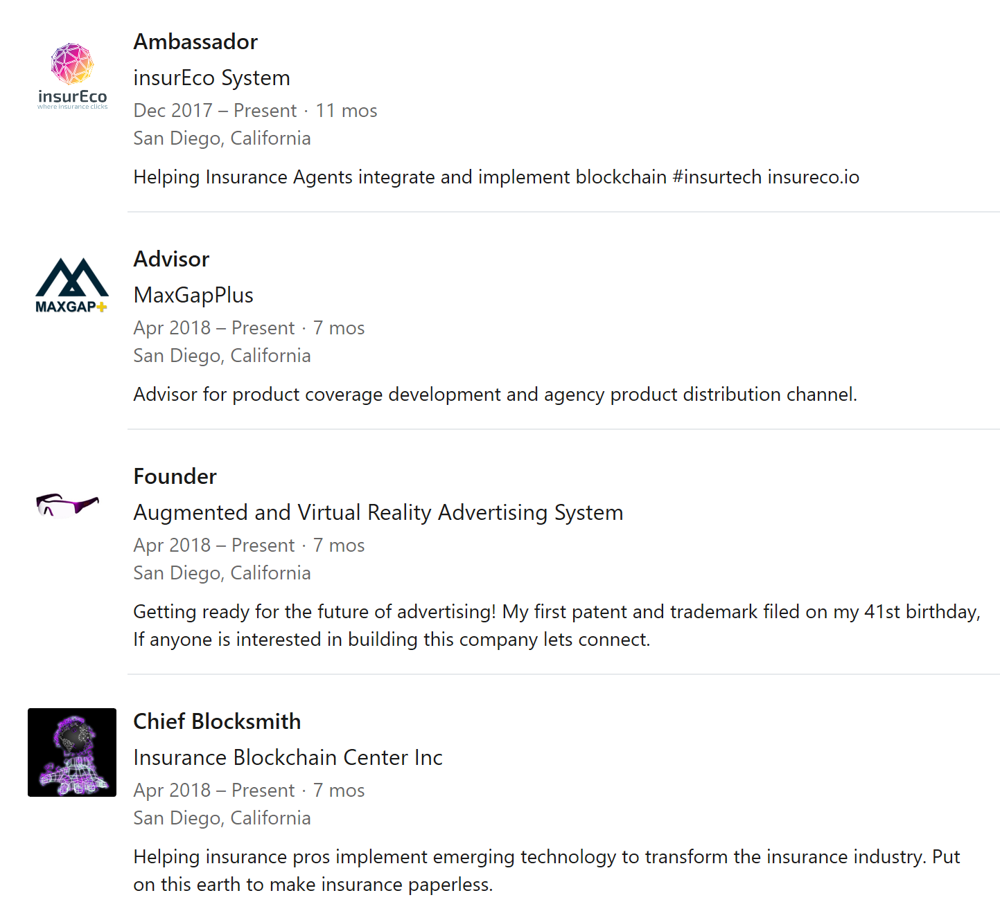 Ambassador
insurEco System
insurEco
where insurance clicks
Dec 2017 – Present · 11 mos
San Diego, California
Helping Insurance Agents integrate and implement blockchain #insurtech insureco.io
Advisor
MaxGapPlus
MAXGAP+
Apr 2018 – Present · 7 mos
San Diego, California
Advisor for product coverage development and agency product distribution channel.
Founder
Augmented and Virtual Reality Advertising System
Apr 2018 – Present · 7 mos
San Diego, California
Getting ready for the future of advertising! My first patent and trademark filed on my 41st birthday,
If anyone is interested in building this company lets connect.
Chief Blocksmith
Insurance Blockchain Center Inc
Apr 2018 – Present · 7 mos
San Diego, California
Helping insurance pros implement emerging technology to transform the insurance industry. Put
on this earth to make insurance paperless.